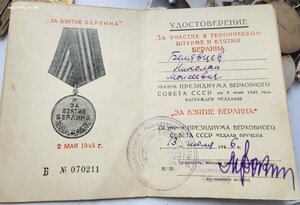 „ЗА ВЗЯТИЕ БЕРЛИНА"
ЗА
ВЗЯТИЕ
БЕРЛИНА
2 МАЯ 1945 г.
Б № 070211
УДОСТОВЕРЕНИЕ
ЗА УЧАСТИЕ В ГЕРОИЧЕСКОМ
ШТУРМЕ И ВЗЯТИИ
БЕРЛИНА
Николай
Моисеевич
УКАЗОМ ПРЕЗИДИУМА ВЕРХОВНОГО
СОВЕТА СССР от 9 июня 1945 года
НАГРАЖДЕН МЕДАЛЬЮ
„ЗА ВЗЯТИЕ БЕРЛИНА"
ПРЕЗИДИУМА ВЕРХОВНОГО
СОВЕТА СССР МЕДАЛЬ ВРУЧЕНА
13 июля 1946 г.
М.П.